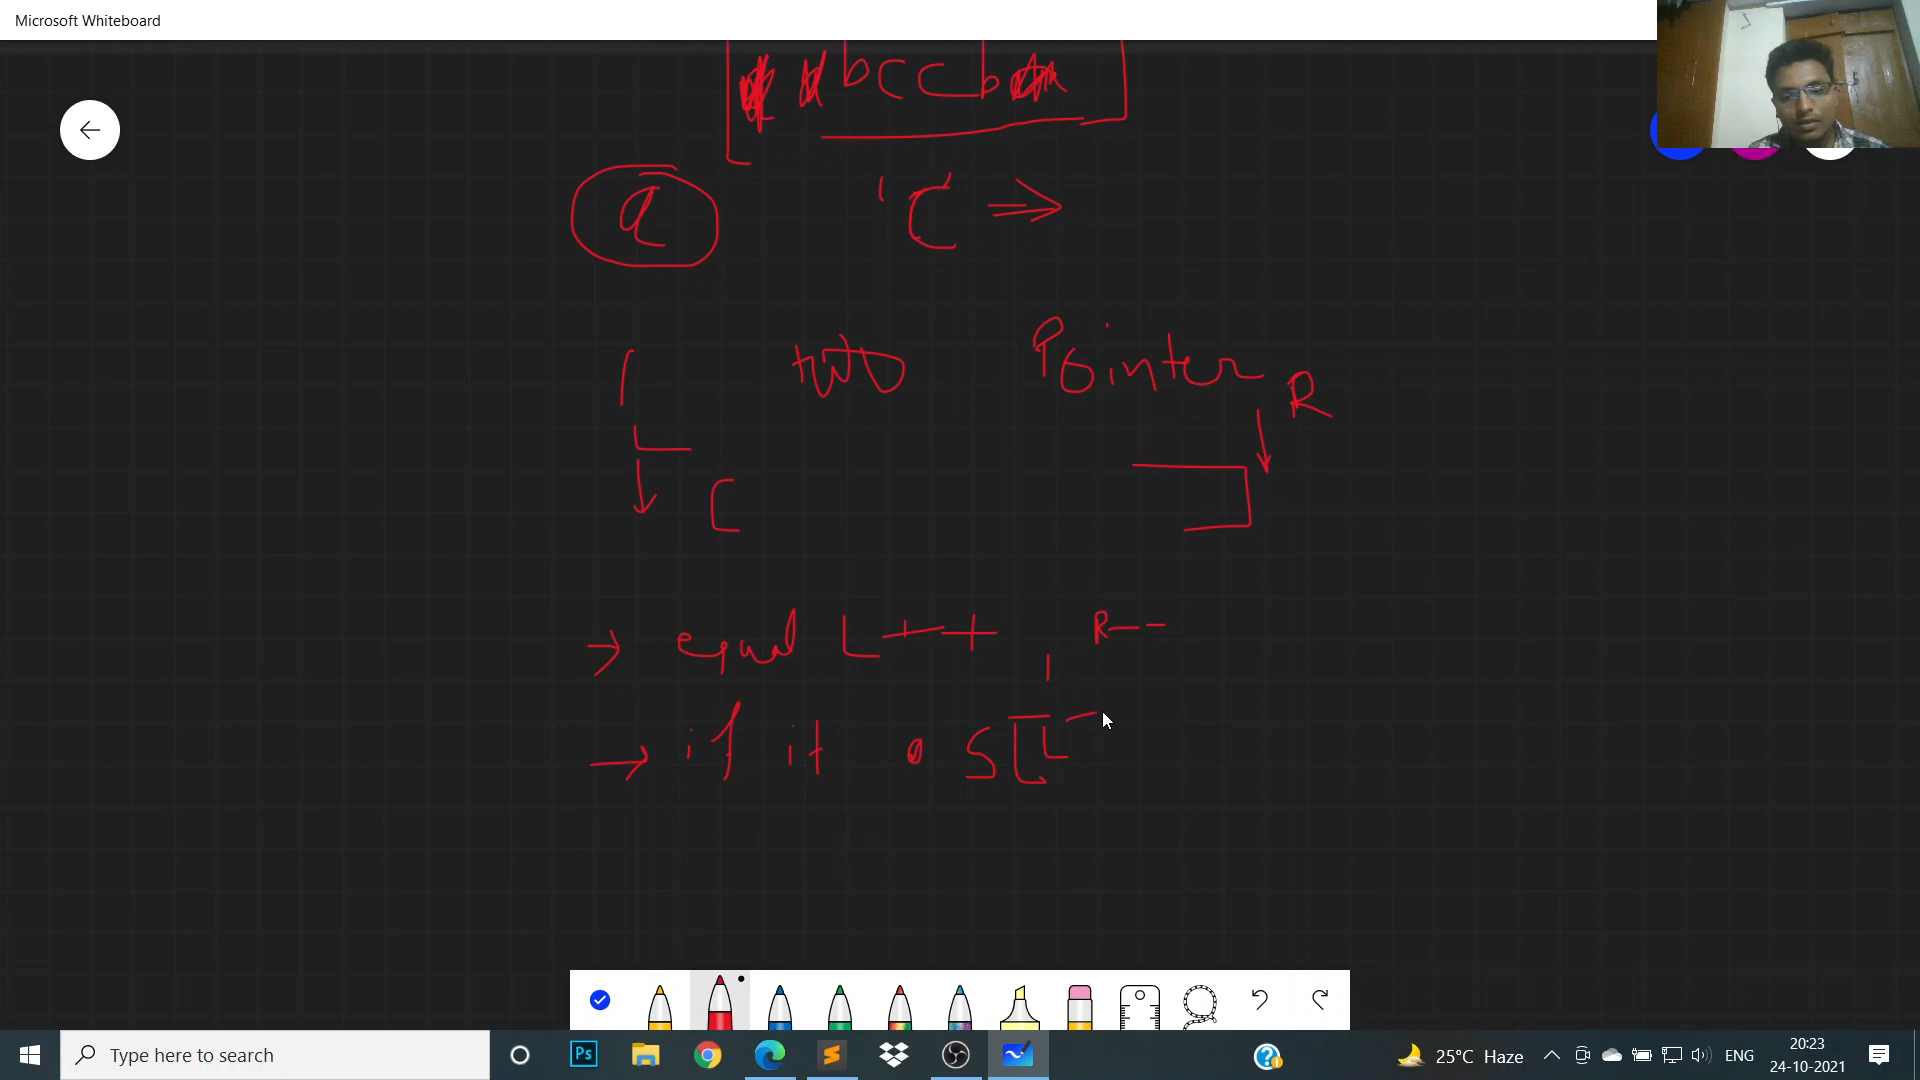 Microsoft Whiteboard
bccb
a 'C' ⇒
two Pointer
R
L
[ ]
→ equal L++, R--
→ if it S[L
Type here to search
Ps
25°C Haze
ENG
20:23
24-10-2021